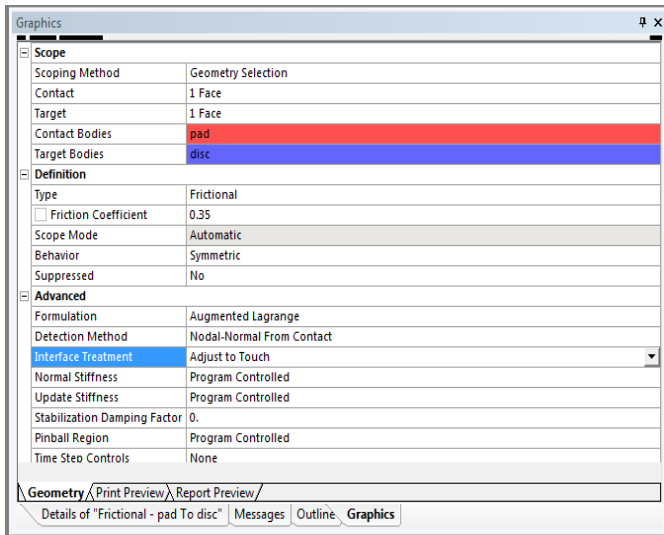 Graphics
Scope
Scoping Method Geometry Selection
Contact 1 Face
Target 1 Face
Contact Bodies pad
Target Bodies disc
Definition
Type Frictional
Friction Coefficient 0.35
Scope Mode Automatic
Behavior Symmetric
Suppressed No
Advanced
Formulation Augmented Lagrange
Detection Method Nodal-Normal From Contact
Interface Treatment Adjust to Touch
Normal Stiffness Program Controlled
Update Stiffness Program Controlled
Stabilization Damping Factor 0.
Pinball Region Program Controlled
Time Step Controls None
Geometry Print Preview Report Preview
Details of "Frictional - pad To disc" Messages Outline Graphics